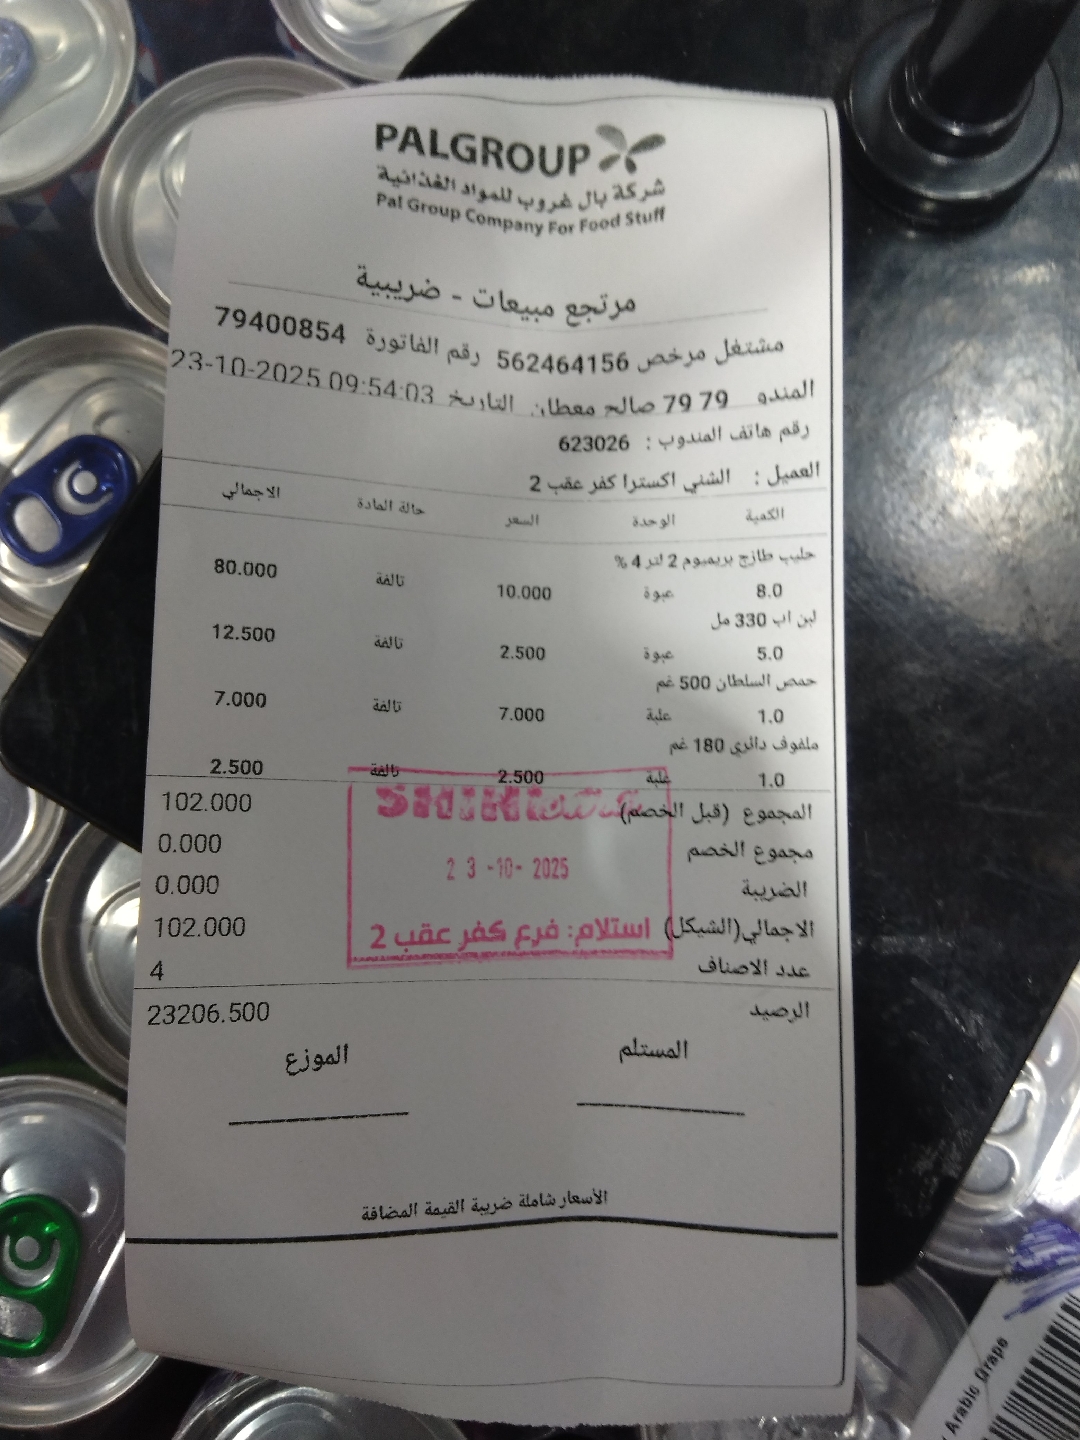 PALGROUP
شركة بال غروب للمواد الغذائية
Pal Group Company For Food Stuff
مرتجع مبيعات - ضريبية
مشتغل مرخص 562464156 رقم الفاتورة 79400854
المندو 79 79 صالح معطان التاريخ 23-10-2025 09:54:03
رقم هاتف المندوب : 623026
العميل : الشني اكسترا كفر عقب 2
الكمية الوحدة السعر حالة المادة الاجمالي
حليب طازج بريميوم 2 لتر 4 %
8.0 عبوة 10.000 تالفة 80.000
لبن اب 330 مل
5.0 عبوة 2.500 تالفة 12.500
حمص السلطان 500 غم
1.0 علبة 7.000 تالفة 7.000
ملفوف دائري 180 غم
1.0 علبة 2.500 تالفة 2.500
المجموع (قبل الخصم) 102.000
مجموع الخصم 0.000
الضريبة 0.000
الاجمالي(الشيكل) 102.000
عدد الاصناف 4
23 -10- 2025
استلام: فرع كفر عقب 2
الرصيد 23206.500
المستلم الموزع
الأسعار شاملة ضريبة القيمة المضافة
Arabic Grape